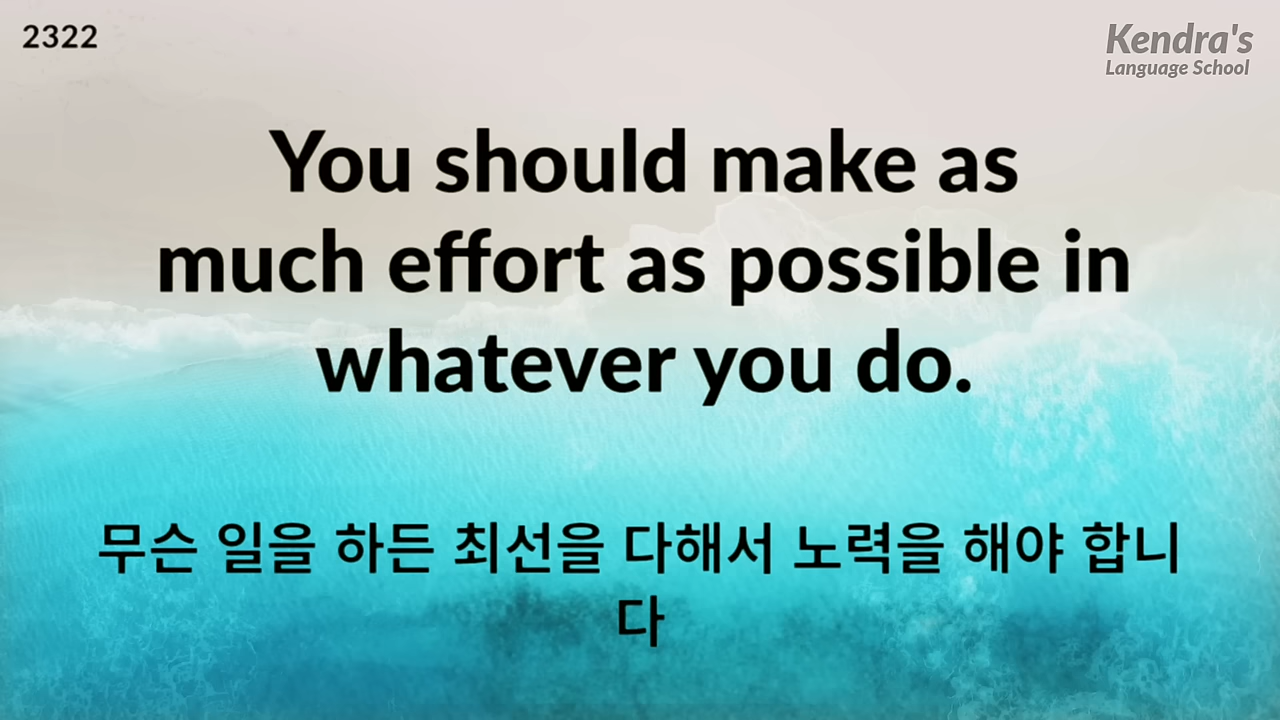 2322
Kendra's
Language School
You should make as
much effort as possible in
whatever you do.
무슨 일을 하든 최선을 다해서 노력을 해야 합니
다